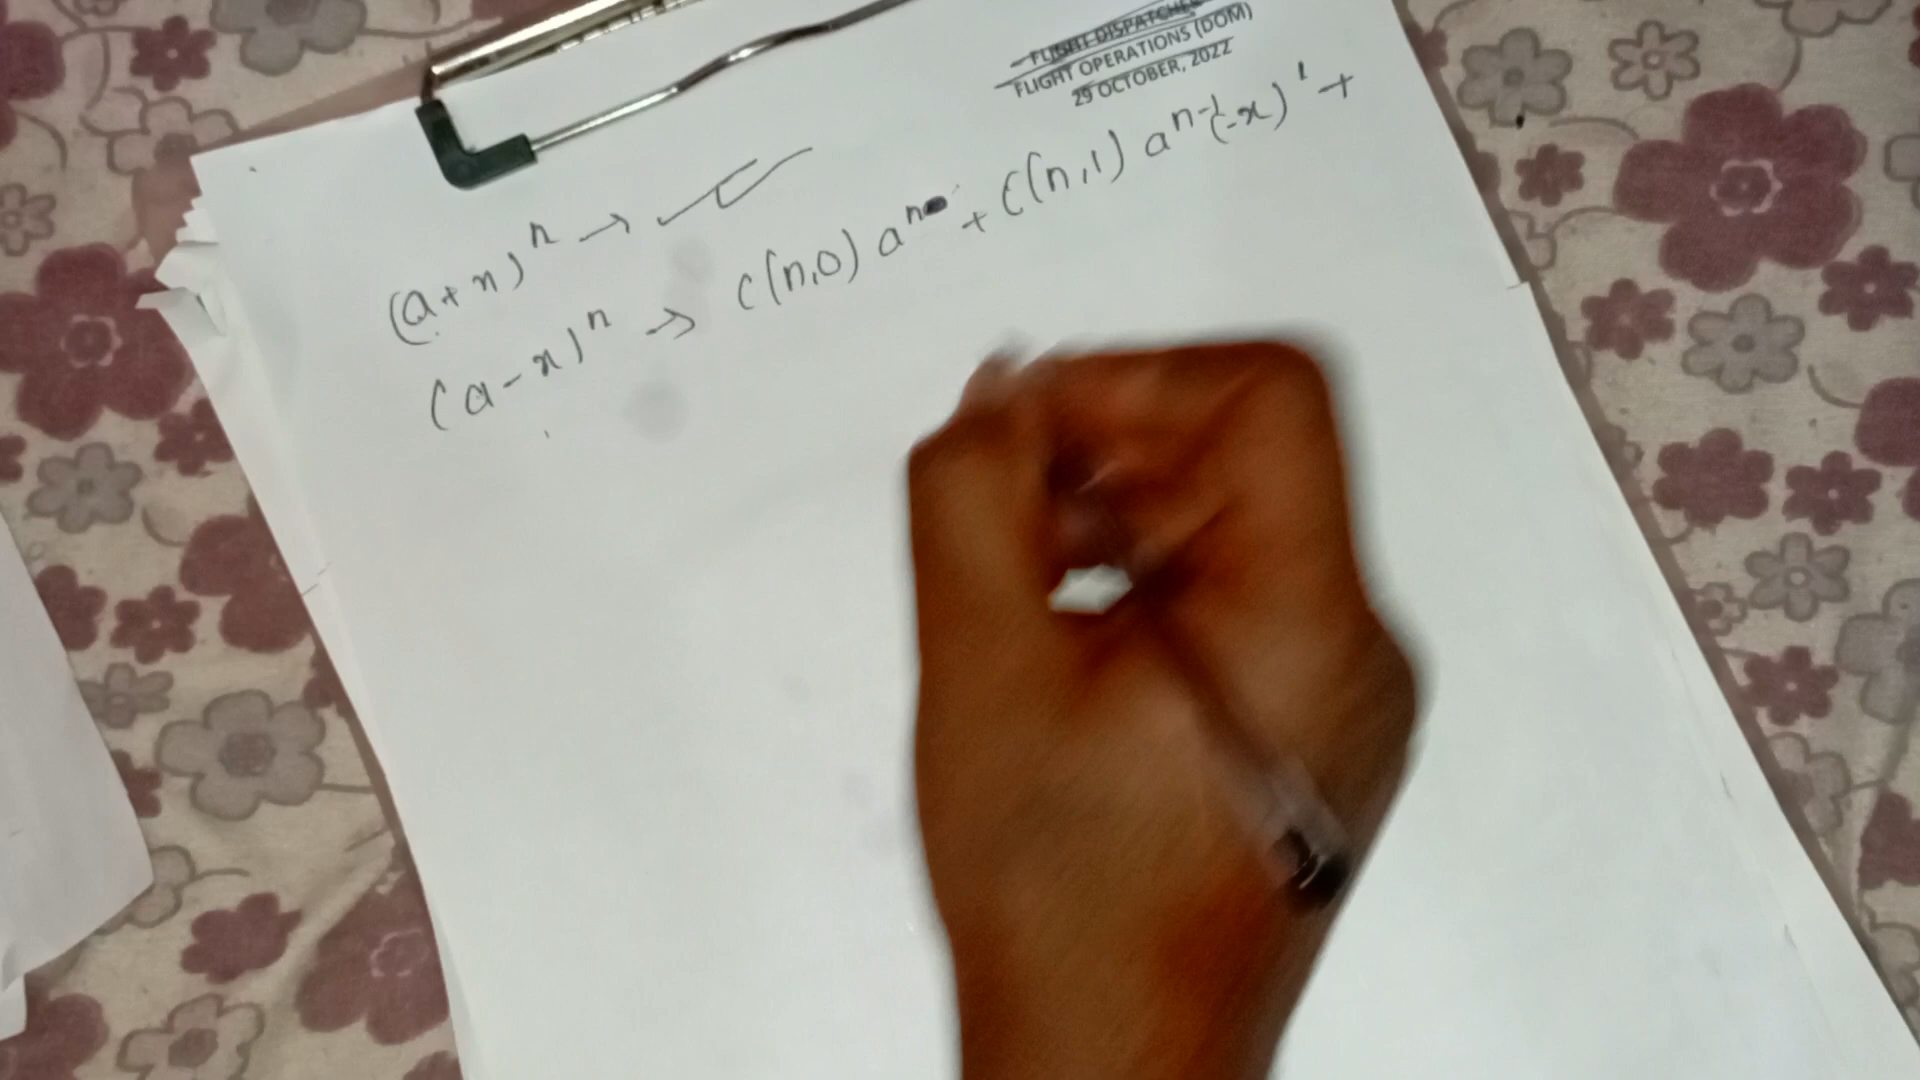 FLIGHT DISPATCHER
FLIGHT OPERATIONS (DOM)
29 OCTOBER, 2022
(a+x)ⁿ →
(a-x)ⁿ → C(n,0) aⁿ + C(n,1) aⁿ⁻¹(-x)¹ +